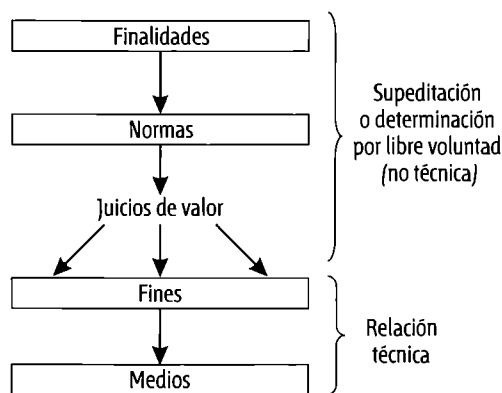 Finalidades
Normas
Juicios de valor
Supeditación
o determinación
por libre voluntad
(no técnica)
Fines
Medios
Relación
técnica